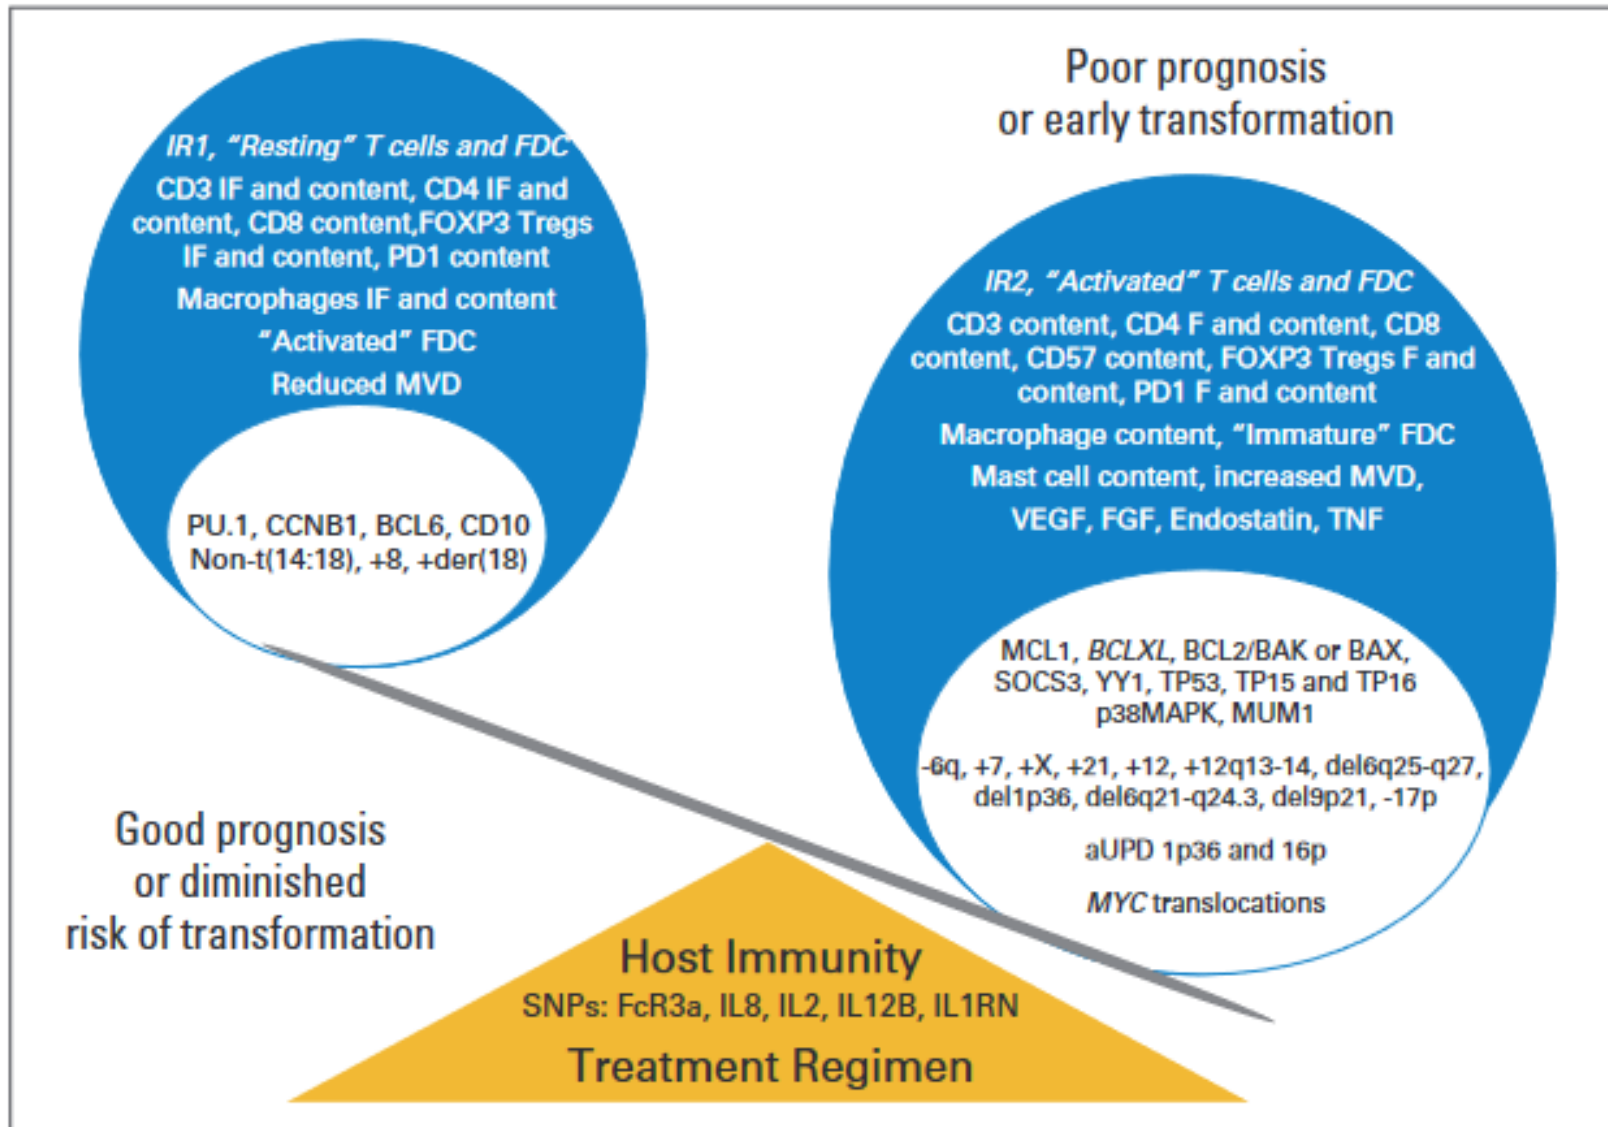 Poor prognosis
or early transformation
IR1, “Resting” T cells and FDC
CD3 IF and content, CD4 IF and
content, CD8 content,FOXP3 Tregs
IF and content, PD1 content
Macrophages IF and content
“Activated” FDC
Reduced MVD
PU.1, CCNB1, BCL6, CD10
Non-t(14:18), +8, +der(18)
IR2, “Activated” T cells and FDC
CD3 content, CD4 F and content, CD8
content, CD57 content, FOXP3 Tregs F and
content, PD1 F and content
Macrophage content, “Immature” FDC
Mast cell content, increased MVD,
VEGF, FGF, Endostatin, TNF
MCL1, BCLXL, BCL2/BAK or BAX,
SOCS3, YY1, TP53, TP15 and TP16
p38MAPK, MUM1
-6q, +7, +X, +21, +12, +12q13-14, del6q25-q27,
del1p36, del6q21-q24.3, del9p21, -17p
aUPD 1p36 and 16p
MYC translocations
Good prognosis
or diminished
risk of transformation
Host Immunity
SNPs: FcR3a, IL8, IL2, IL12B, IL1RN
Treatment Regimen